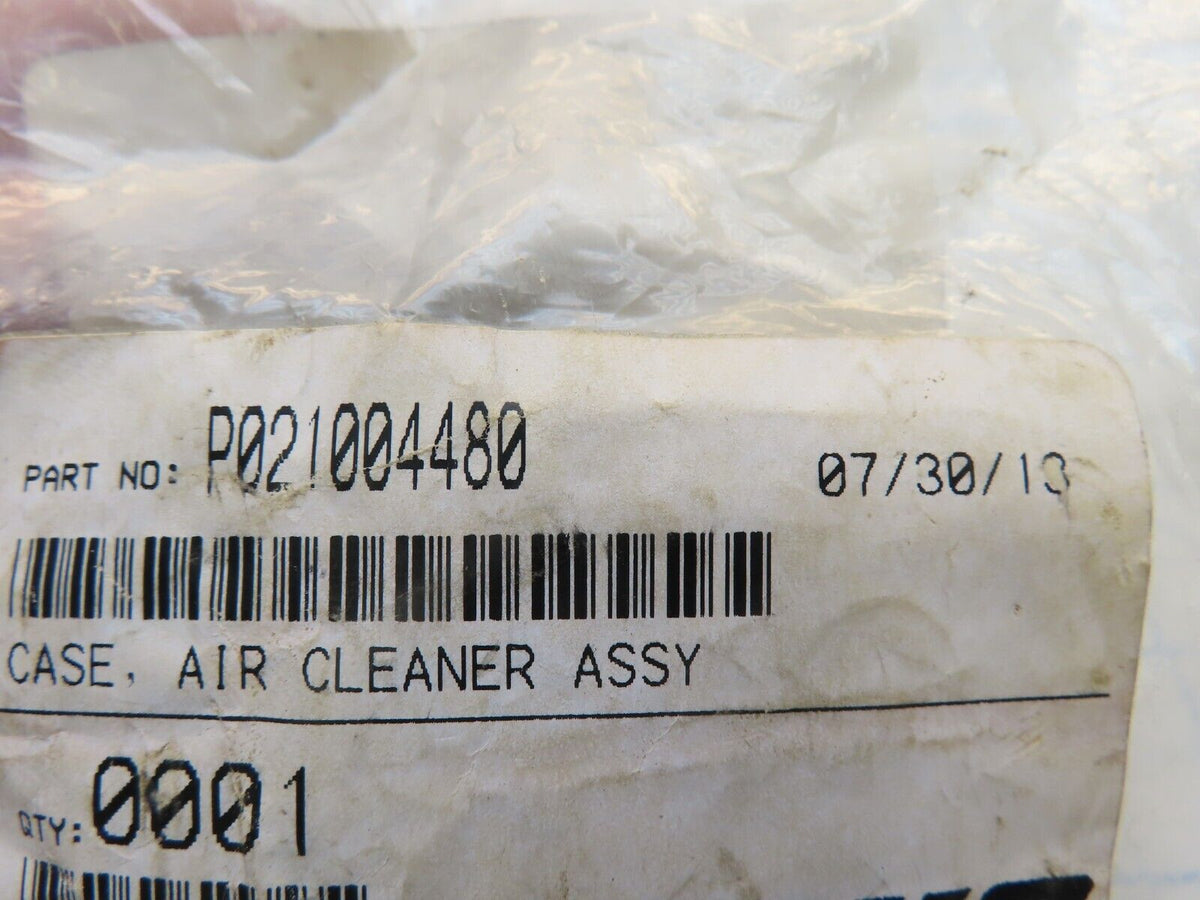 PART NO: P021004480
07/30/13
CASE, AIR CLEANER ASSY
QTY: 0001